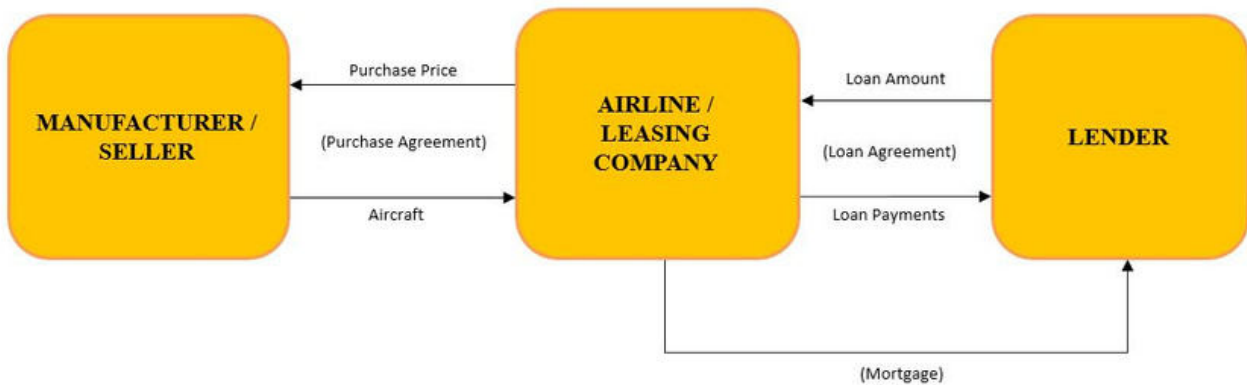 MANUFACTURER /
SELLER
Purchase Price
(Purchase Agreement)
Aircraft
AIRLINE /
LEASING
COMPANY
Loan Amount
(Loan Agreement)
Loan Payments
LENDER
(Mortgage)